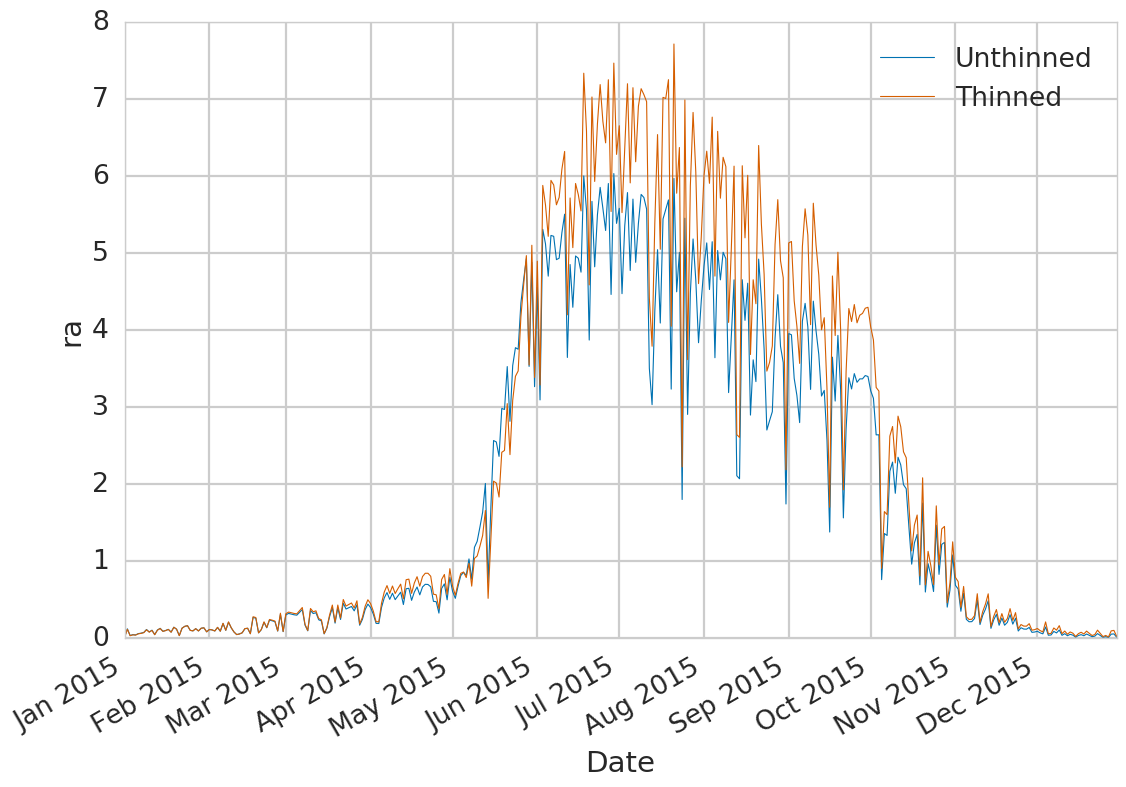 8
7
6
5
4
3
2
1
0
ra
Unthinned
Thinned
Jan 2015
Feb 2015
Mar 2015
Apr 2015
May 2015
Jun 2015
Jul 2015
Aug 2015
Sep 2015
Oct 2015
Nov 2015
Dec 2015
Date